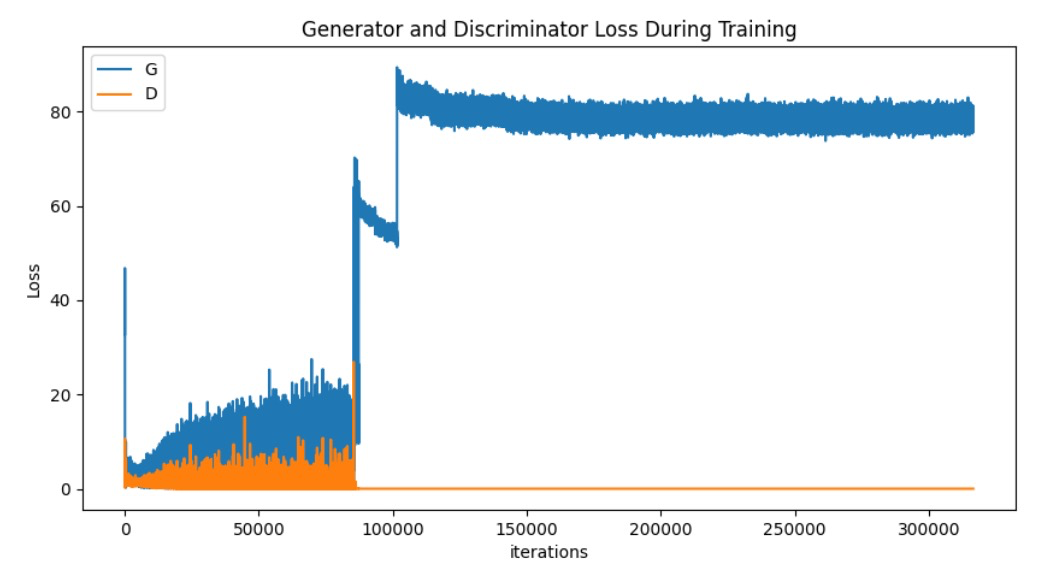 Generator and Discriminator Loss During Training
G
D
80
60
40
20
0
Loss
0 50000 100000 150000 200000 250000 300000
iterations